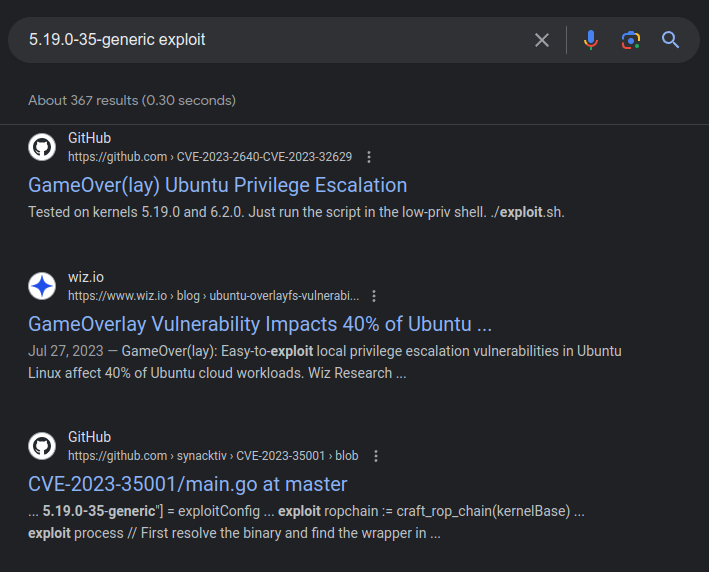 5.19.0-35-generic exploit
About 367 results (0.30 seconds)
GitHub
https://github.com › CVE-2023-2640-CVE-2023-32629
GameOver(lay) Ubuntu Privilege Escalation
Tested on kernels 5.19.0 and 6.2.0. Just run the script in the low-priv shell. ./exploit.sh.
wiz.io
https://www.wiz.io › blog › ubuntu-overlayfs-vulnerabi...
GameOverlay Vulnerability Impacts 40% of Ubuntu ...
Jul 27, 2023 — GameOver(lay): Easy-to-exploit local privilege escalation vulnerabilities in Ubuntu
Linux affect 40% of Ubuntu cloud workloads. Wiz Research ...
GitHub
https://github.com › synacktiv › CVE-2023-35001 › blob
CVE-2023-35001/main.go at master
... 5.19.0-35-generic"] = exploitConfig ... exploit ropchain := craft_rop_chain(kernelBase) ...
exploit process // First resolve the binary and find the wrapper in ...